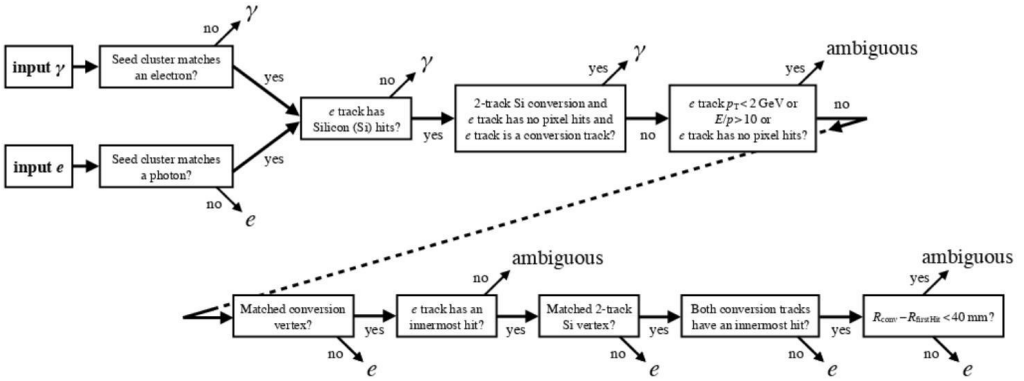 input γ
Seed cluster matches
an electron?
no
γ
yes
input e
Seed cluster matches
a photon?
yes
no
e
e track has
Silicon (Si) hits?
no
γ
yes
2-track Si conversion and
e track has no pixel hits and
e track is a conversion track?
yes
γ
no
e track pT < 2 GeV or
E/p > 10 or
e track has no pixel hits?
yes
ambiguous
no
Matched conversion
vertex?
yes
no
e
e track has an
innermost hit?
no
ambiguous
yes
Matched 2-track
Si vertex?
yes
no
e
Both conversion tracks
have an innermost hit?
yes
no
e
Rconv − RfirstHit < 40 mm?
yes
ambiguous
no
e